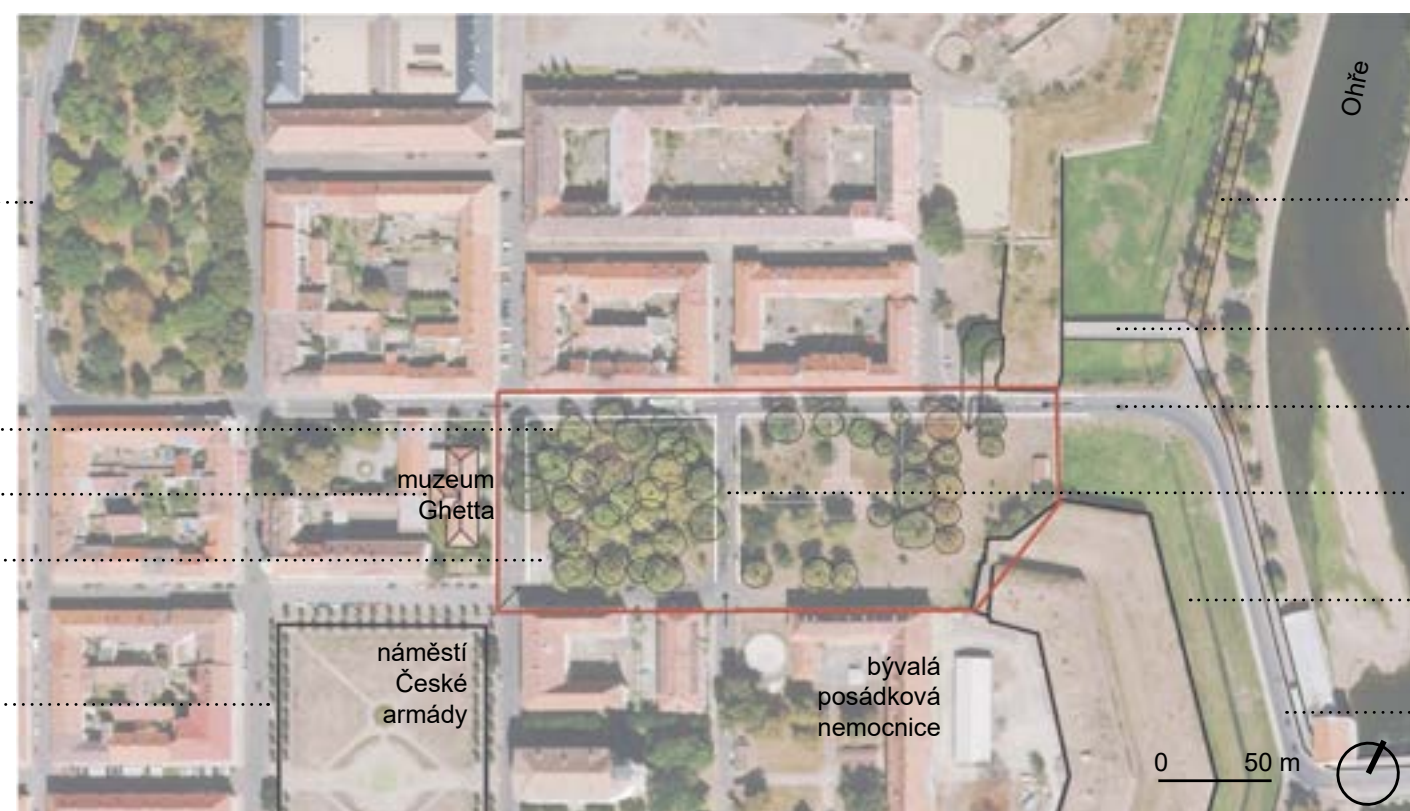 Ohře
muzeum
Ghetta
náměstí
České
armády
bývalá
posádková
nemocnice
0 50 m